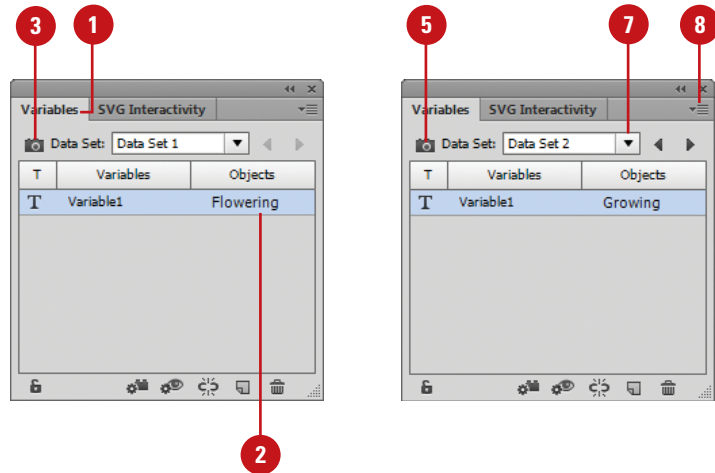 3 1
Variables SVG Interactivity
Data Set: Data Set 1
T Variables Objects
T Variable1 Flowering
2
5 7 8
Variables SVG Interactivity
Data Set: Data Set 2
T Variables Objects
T Variable1 Growing